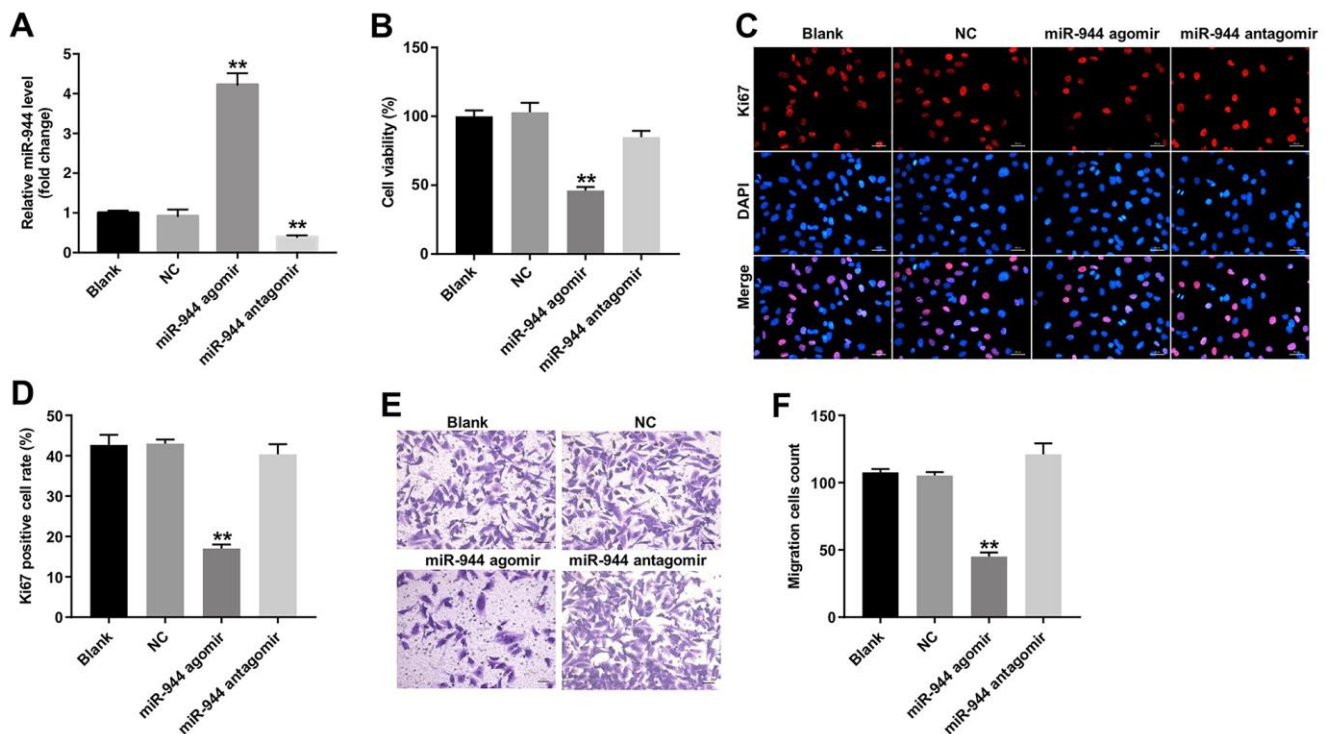 A
Relative miR-944 level
(fold change)
5
4
3
2
1
0
**
**
Blank
NC
miR-944 agomir
miR-944 antagomir
B
Cell viability (%)
150
100
50
0
**
Blank
NC
miR-944 agomir
miR-944 antagomir
C
Blank
NC
miR-944 agomir
miR-944 antagomir
Ki67
DAPI
Merge
D
Ki67 positive cell rate (%)
50
40
30
20
10
0
**
Blank
NC
miR-944 agomir
miR-944 antagomir
E
Blank
NC
miR-944 agomir
miR-944 antagomir
F
Migration cells count
150
100
50
0
**
Blank
NC
miR-944 agomir
miR-944 antagomir